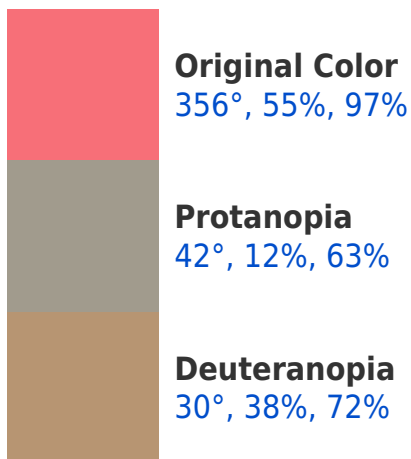 Original Color
356°, 55%, 97%
Protanopia
42°, 12%, 63%
Deuteranopia
30°, 38%, 72%